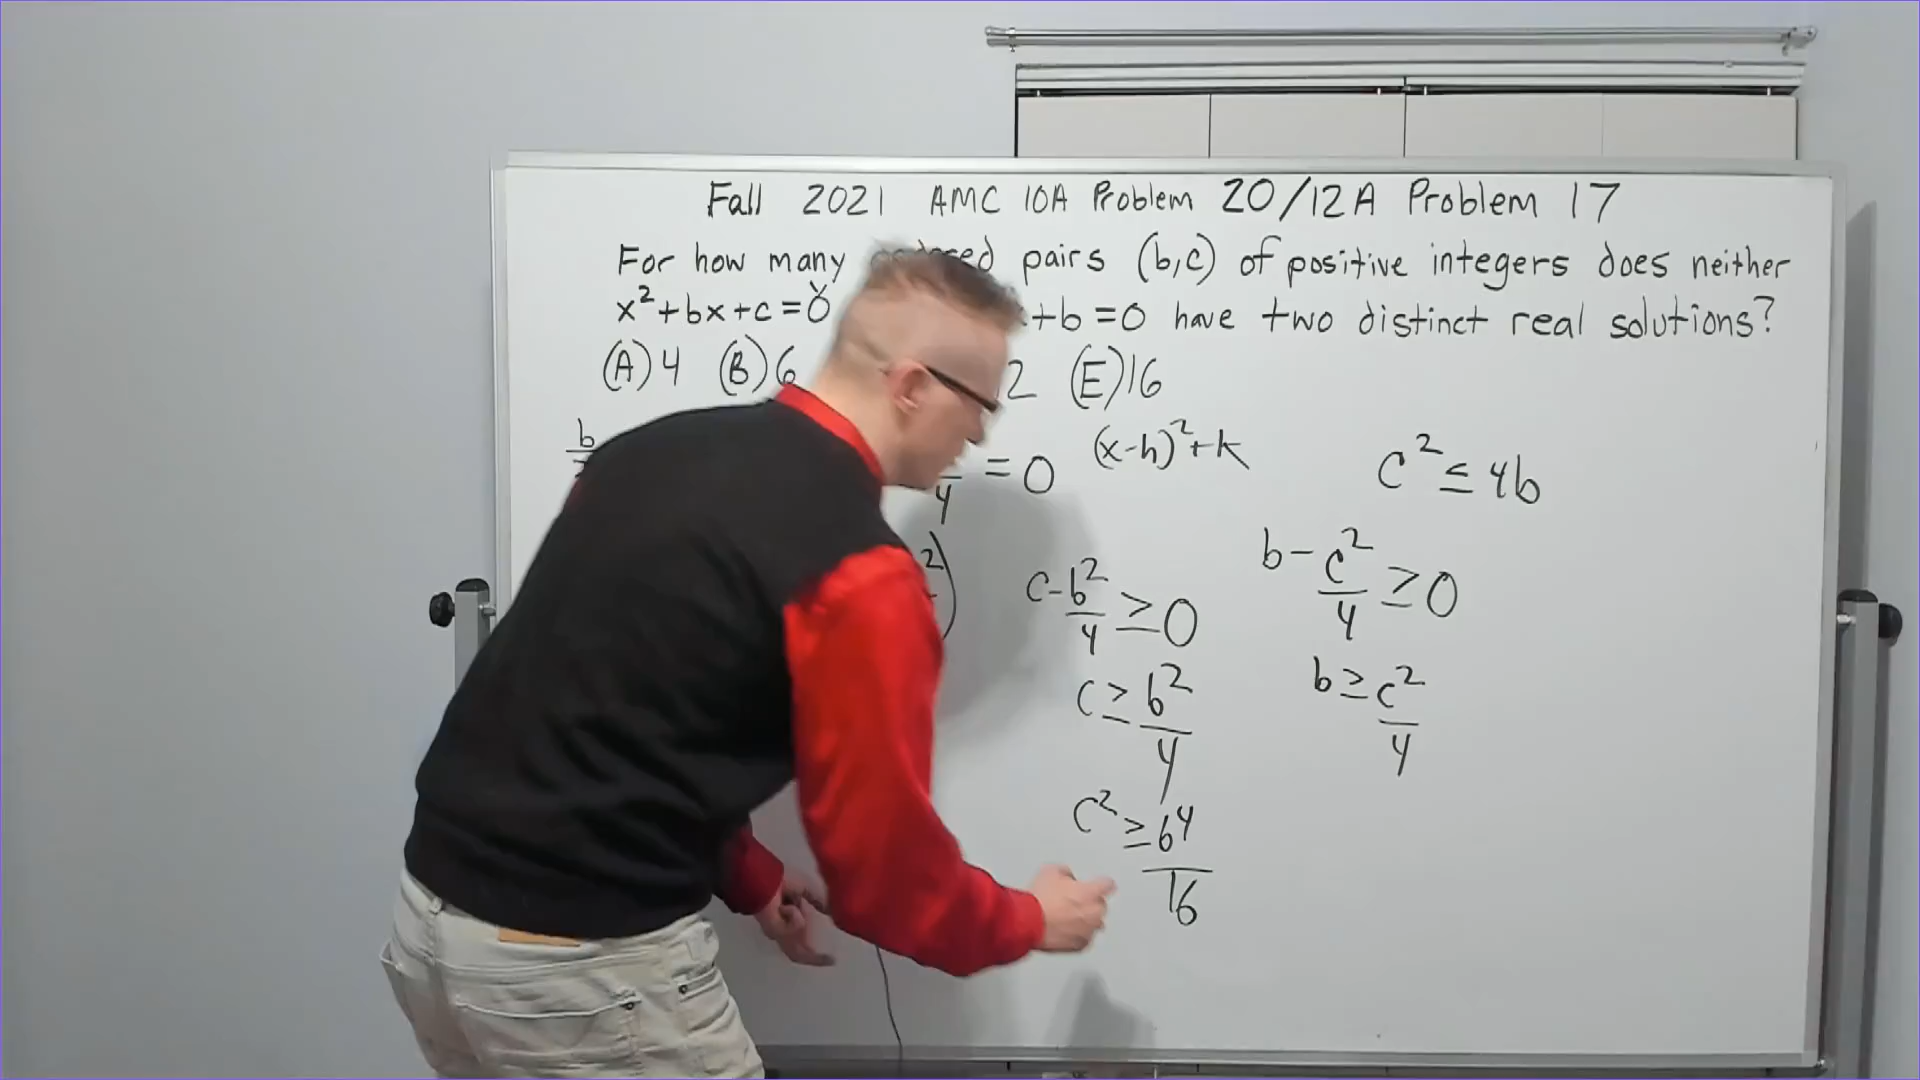 Fall 2021 AMC 10A Problem 20/12A Problem 17
For how many pairs (b,c) of positive integers does neither
x²+bx+c=0 +b=0 have two distinct real solutions?
(A) 4 (B) 6 2 (E) 16
b
4 =0 (x-h)²+k
c² ≤ 4b
c - b²/4 ≥ 0
b - c²/4 ≥ 0
c ≥ b²/4
b ≥ c²/4
c² ≥ b⁴/16